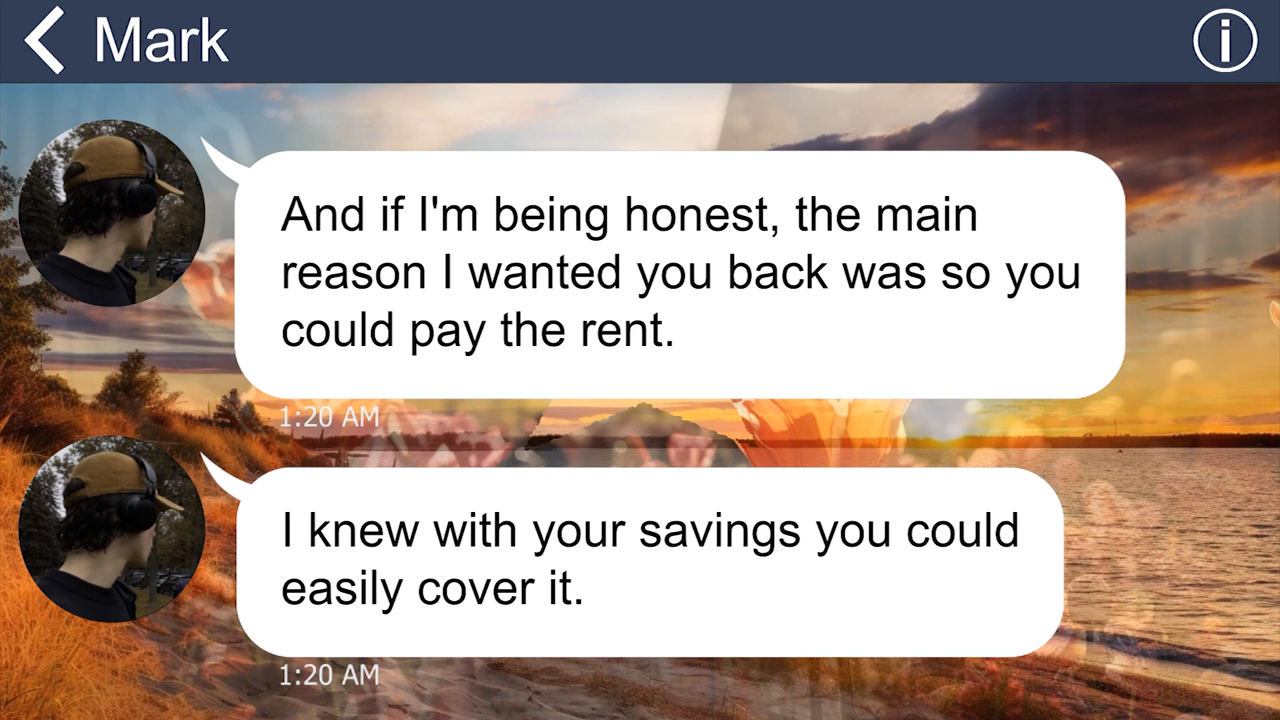 Mark
And if I'm being honest, the main
reason I wanted you back was so you
could pay the rent.
1:20 AM
I knew with your savings you could
easily cover it.
1:20 AM